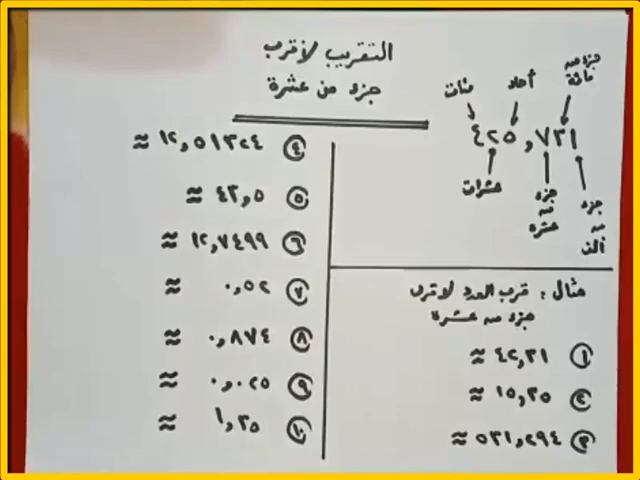 التقريب لأقرب
جزء من عشرة
مئات
آحاد
جزء من مائة
٤٢٥,٧٣١
عشرات
جزء من عشرة
جزء من ألف
مثال : قرب العدد لأقرب
جزء من عشرة
① ٤٢,٣١ ≈
② ١٥,٣٥ ≈
③ ٥٣١,٢٩٤ ≈
④ ١٢,٥١٣٢٤ ≈
⑤ ٤٣,٥ ≈
⑥ ١٢,٧٤٩٩ ≈
⑦ ٠,٥٢ ≈
⑧ ٠,٨٧٤ ≈
⑨ ٠,٠٢٥ ≈
⑩ ١,٣٥ ≈